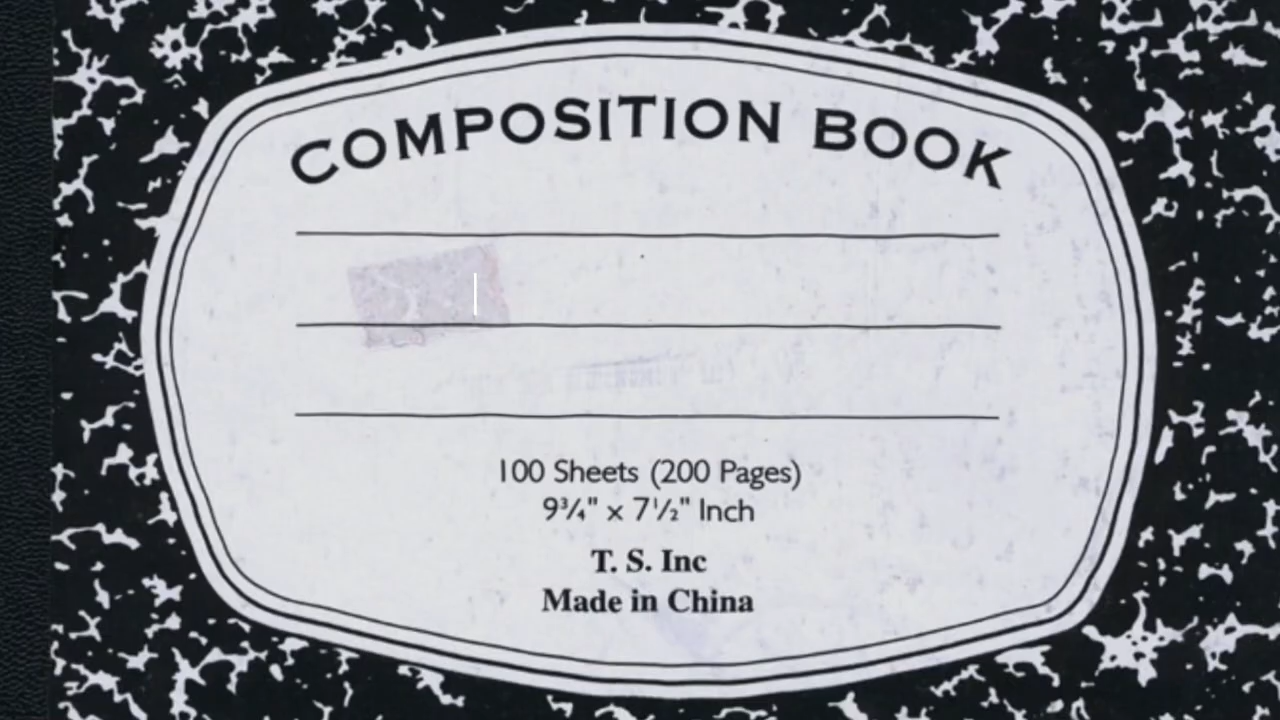 COMPOSITION BOOK
100 Sheets (200 Pages)
9¾" x 7½" Inch
T. S. Inc
Made in China